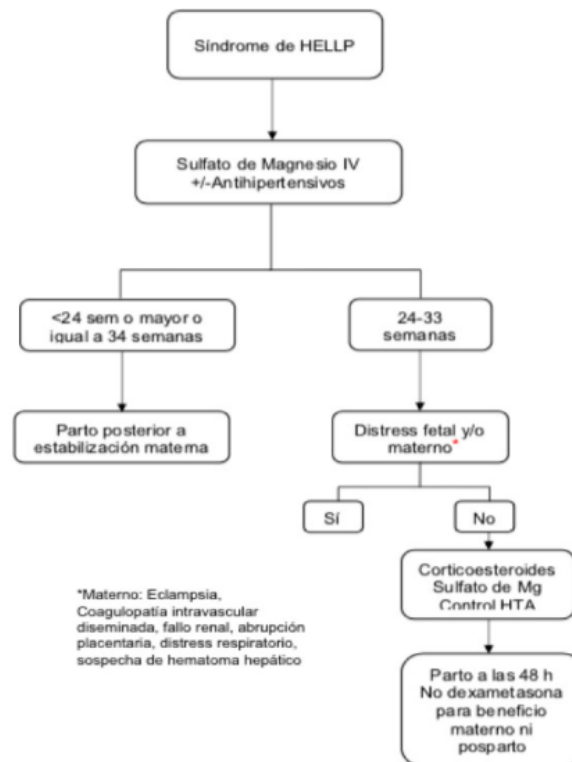 Síndrome de HELLP
Sulfato de Magnesio IV
+/-Antihipertensivos
<24 sem o mayor o
igual a 34 semanas
24-33
semanas
Parto posterior a
estabilización materna
Distress fetal y/o
materno*
Sí
No
Corticoesteroides
Sulfato de Mg
Control HTA
*Materno: Eclampsia,
Coagulopatía intravascular
diseminada, fallo renal, abrupción
placentaria, distress respiratorio,
sospecha de hematoma hepático
Parto a las 48 h
No dexametasona
para beneficio
materno ni
posparto